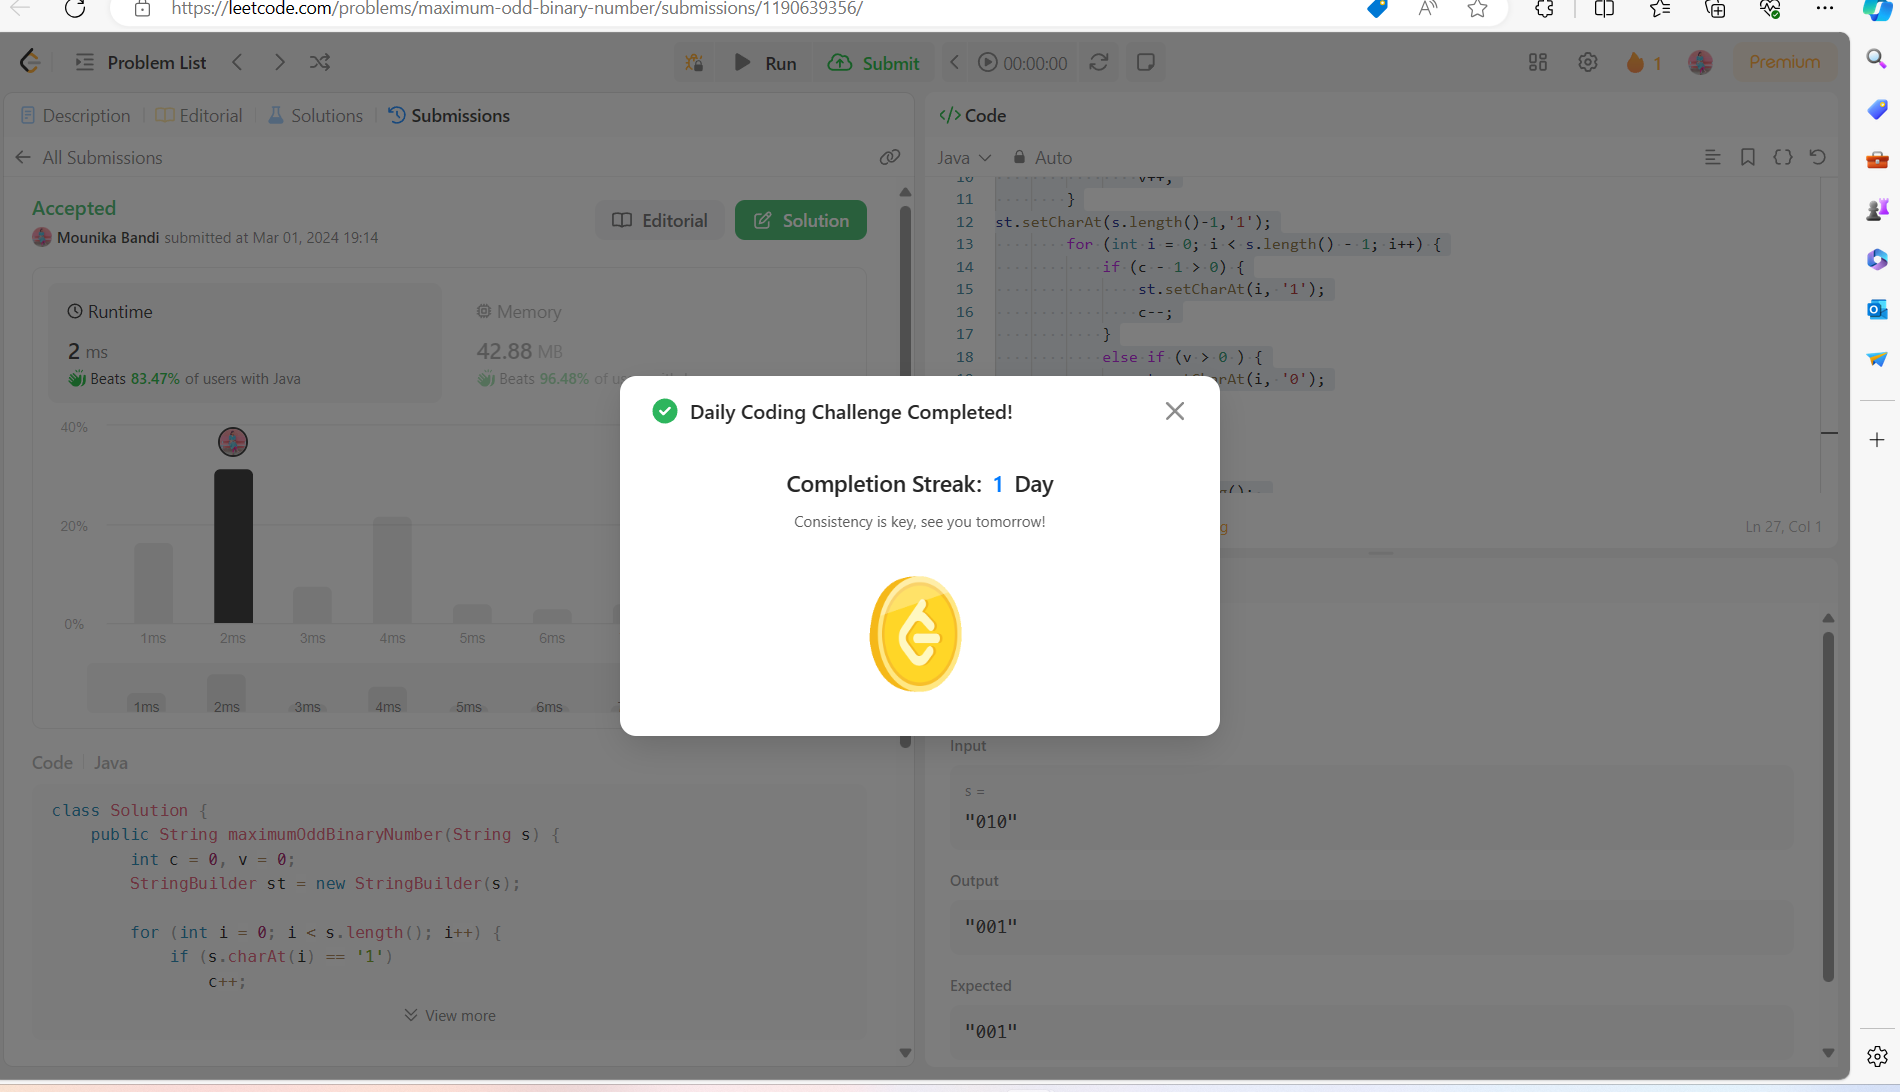 https://leetcode.com/problems/maximum-odd-binary-number/submissions/1190639356/
Problem List
Run
Submit
00:00:00
1
Premium
Description
Editorial
Solutions
Submissions
All Submissions
Accepted
Mounika Bandi submitted at Mar 01, 2024 19:14
Editorial
Solution
Runtime
2 ms
Beats 83.47% of users with Java
Memory
42.88 MB
Beats 96.48% of
40%
20%
0%
1ms 2ms 3ms 4ms 5ms 6ms
1ms 2ms 3ms 4ms 5ms 6ms
Code
Java
class Solution {
public String maximumOddBinaryNumber(String s) {
int c = 0, v = 0;
StringBuilder st = new StringBuilder(s);
for (int i = 0; i < s.length(); i++) {
if (s.charAt(i) == '1')
c++;
View more
</> Code
Java
Auto
10 v++;
11 }
12 st.setCharAt(s.length()-1,'1');
13 for (int i = 0; i < s.length() - 1; i++) {
14 if (c - 1 > 0) {
15 st.setCharAt(i, '1');
16 c--;
17 }
18 else if (v > 0 ) {
rAt(i, '0');
();
Ln 27, Col 1
Daily Coding Challenge Completed!
Completion Streak: 1 Day
Consistency is key, see you tomorrow!
Input
s =
"010"
Output
"001"
Expected
"001"